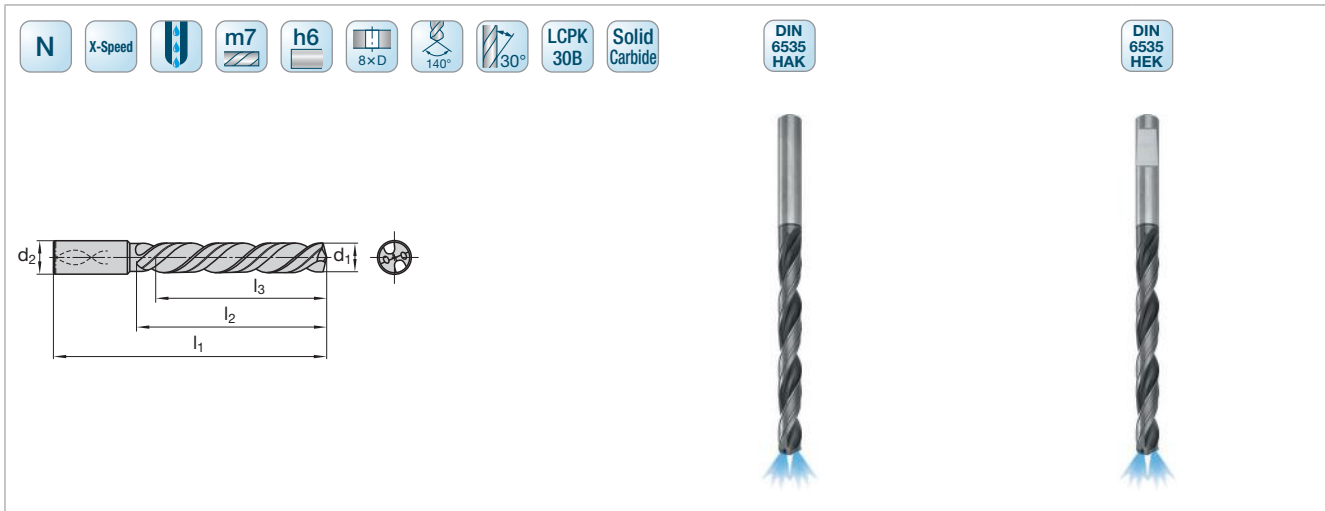 N
X-Speed
m7
h6
8×D
140°
30°
LCPK
30B
Solid
Carbide
DIN
6535
HAK
DIN
6535
HEK
d2
d1
l3
l2
l1